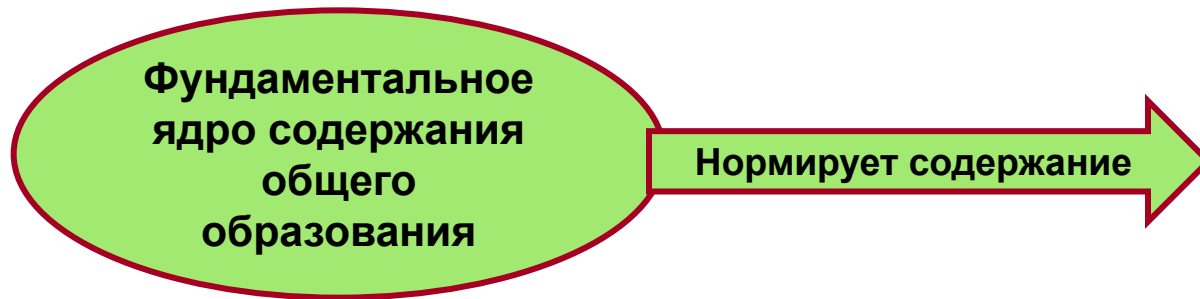 Фундаментальное
ядро содержания
общего
образования
Нормирует содержание